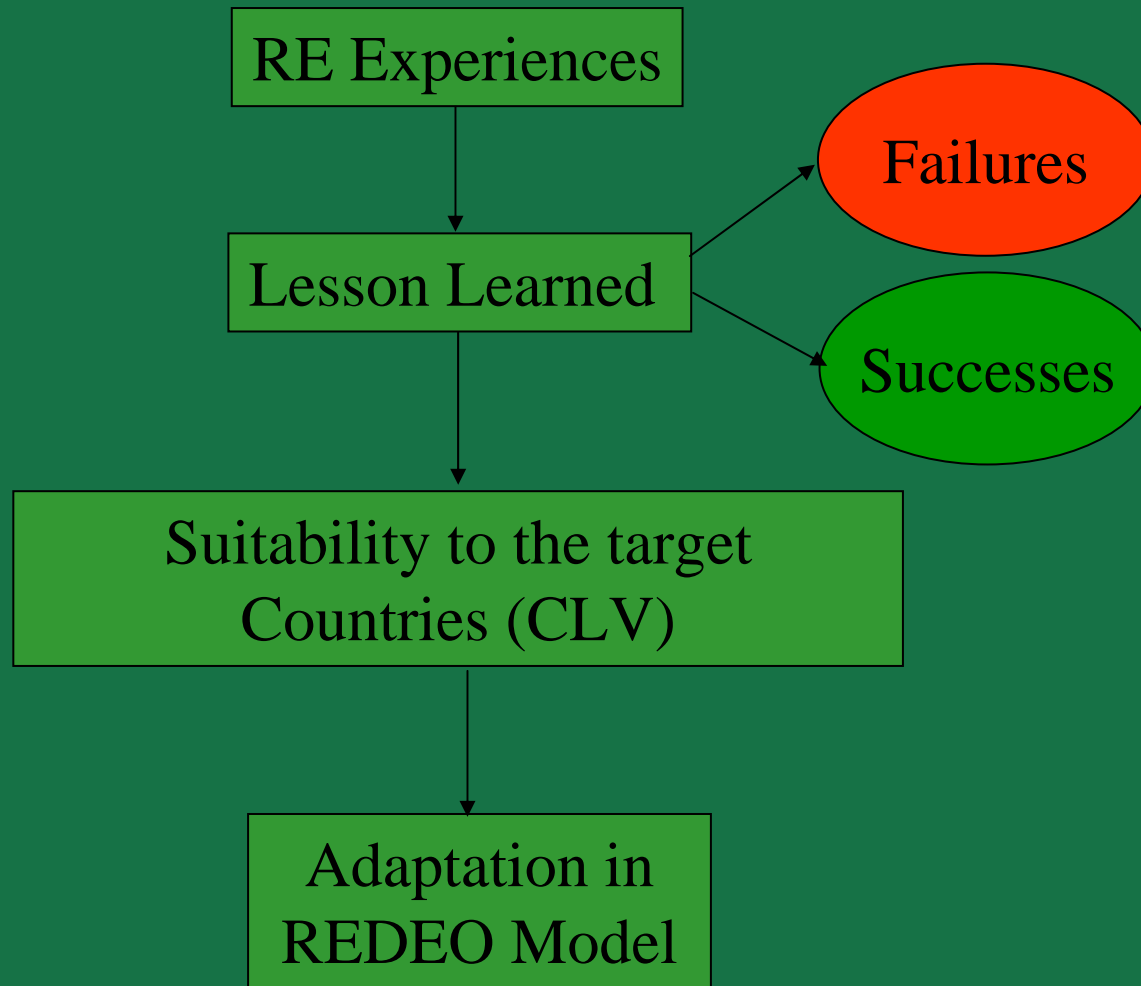 RE Experiences
Failures
Lesson Learned
Successes
Suitability to the target
Countries (CLV)
Adaptation in
REDEO Model